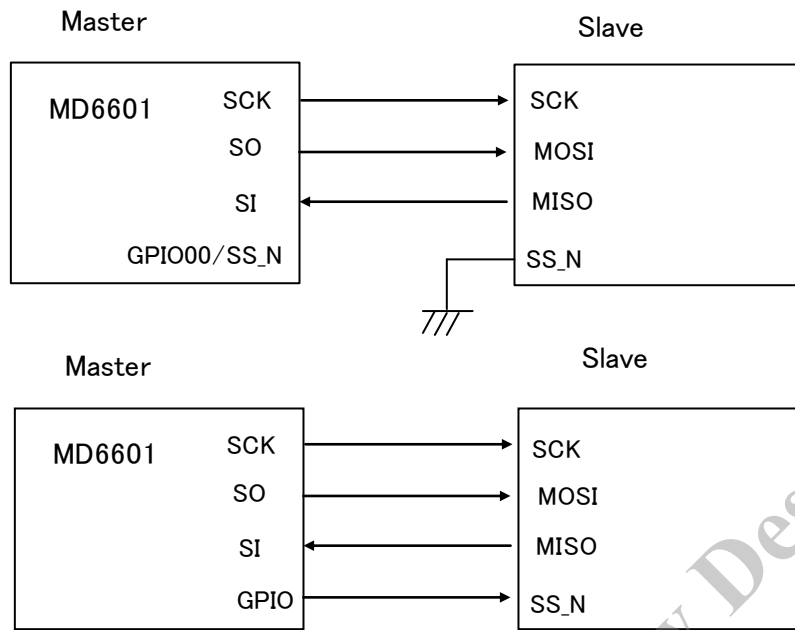 Master
Slave
MD6601
SCK
SCK
SO
MOSI
SI
MISO
GPIO00/SS_N
SS_N
Master
Slave
MD6601
SCK
SCK
SO
MOSI
SI
MISO
GPIO
SS_N